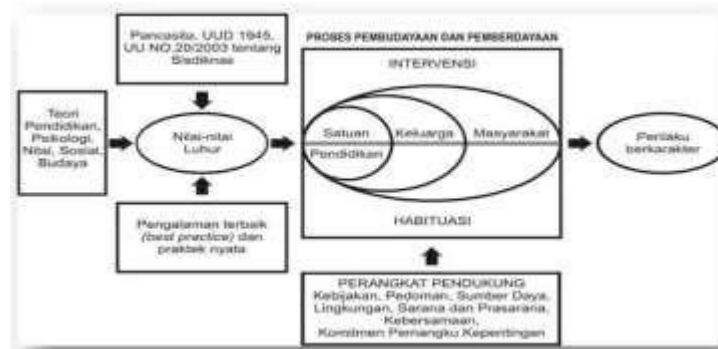 Pancasila, UUD 1945,
UU NO.20/2003 tentang
Sisdiknas
PROSES PEMBUDAYAAN DAN PEMBERDAYAAN
INTERVENSI
Teori
Pendidikan,
Psikologi,
Nilai, Sosial,
Budaya
Nilai-nilai
Luhur
Satuan
Pendidikan
Keluarga
Masyarakat
Perilaku
berkarakter
Pengalaman terbaik
(best practice) dan
praktek nyata
HABITUASI
PERANGKAT PENDUKUNG
Kebijakan, Pedoman, Sumber Daya,
Lingkungan, Sarana dan Prasarana,
Kebersamaan,
Komitmen Pemangku Kepentingan